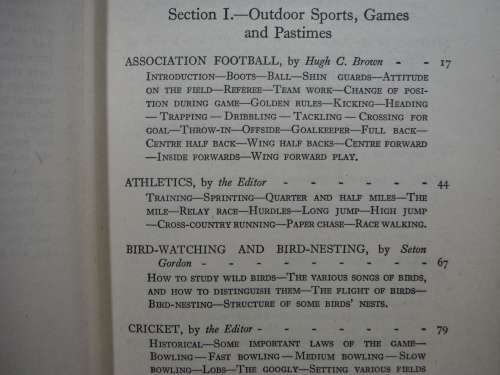 Section I.—Outdoor Sports, Games
and Pastimes
ASSOCIATION FOOTBALL, by Hugh C. Brown - - 17
Introduction—Boots—Ball—Shin guards—Attitude
on the field—Referee—Team work—Change of posi-
tion during game—Golden rules—Kicking—Heading
—Trapping—Dribbling—Tackling—Crossing for
goal—Throw-in—Offside—Goalkeeper—Full back—
Centre half back—Wing half backs—Centre forward
—Inside forwards—Wing forward play.
ATHLETICS, by the Editor - - - - - - 44
Training—Sprinting—Quarter and half miles—The
mile—Relay race—Hurdles—Long jump—High jump
—Cross-country running—Paper chase—Race walking.
BIRD-WATCHING AND BIRD-NESTING, by Seton
Gordon - - - - - - - - - 67
How to study wild birds—The various songs of birds,
and how to distinguish them—The flight of birds—
Bird-nesting—Structure of some birds' nests.
CRICKET, by the Editor - - - - - - - 79
Historical—Some important laws of the game—
Bowling—Fast bowling—Medium bowling—Slow
bowling—Lobs—The googly—Setting various fields